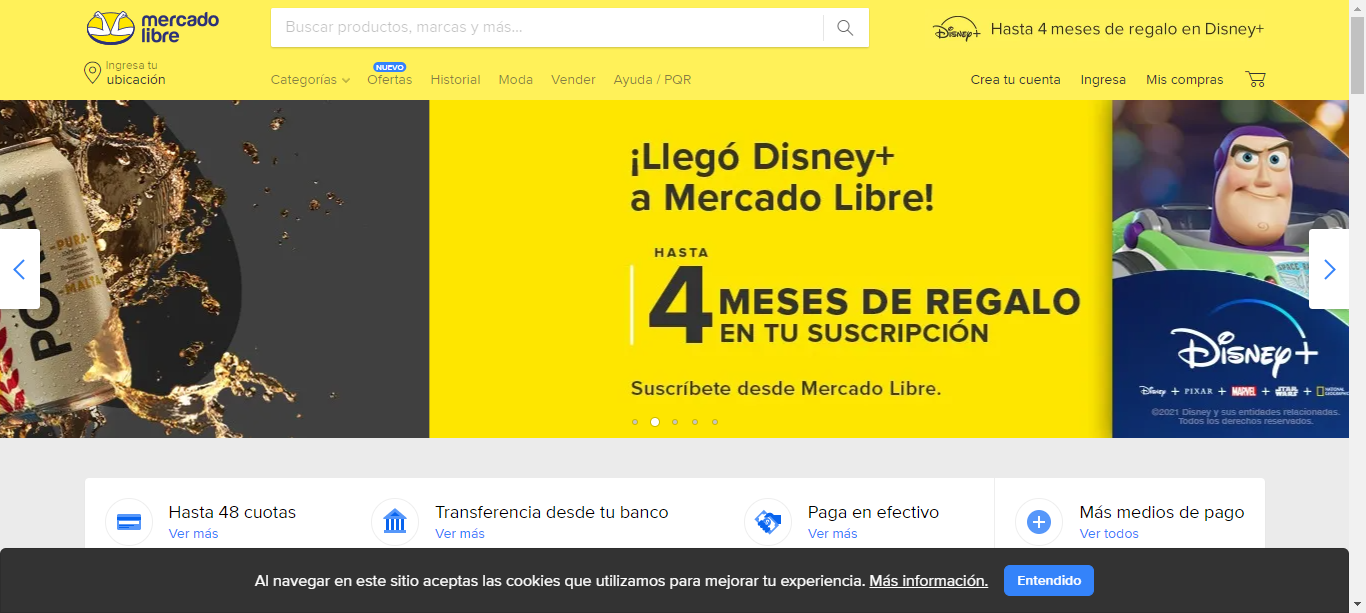 mercado
libre
Buscar productos, marcas y más...
Disney+ Hasta 4 meses de regalo en Disney+
Ingresa tu
ubicación
Categorías
NUEVO
Ofertas
Historial
Moda
Vender
Ayuda / PQR
Crea tu cuenta
Ingresa
Mis compras
PURA
MALTA
¡Llegó Disney+
a Mercado Libre!
HASTA
4 MESES DE REGALO
EN TU SUSCRIPCIÓN
Suscríbete desde Mercado Libre.
SPACE
Disney+
Disney + PIXAR + MARVEL + STAR WARS + NATIONAL GEOGRAPHIC
©2021 Disney y sus entidades relacionadas.
Todos los derechos reservados.
Hasta 48 cuotas
Ver más
Transferencia desde tu banco
Ver más
Paga en efectivo
Ver más
Más medios de pago
Ver todos
Al navegar en este sitio aceptas las cookies que utilizamos para mejorar tu experiencia. Más información.
Entendido